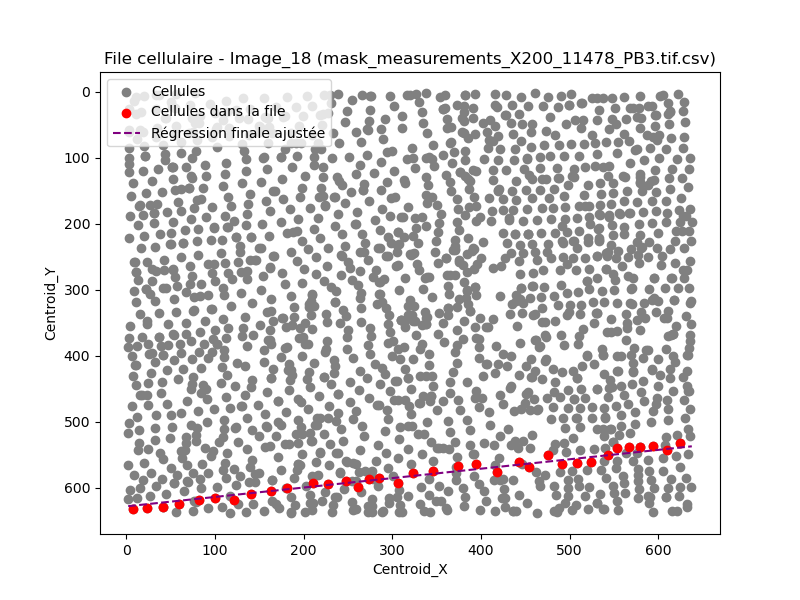 File cellulaire - Image_18 (mask_measurements_X200_11478_PB3.tif.csv)
Cellules
Cellules dans la file
Régression finale ajustée
0
100
200
300
400
500
600
Centroid_Y
0 100 200 300 400 500 600
Centroid_X